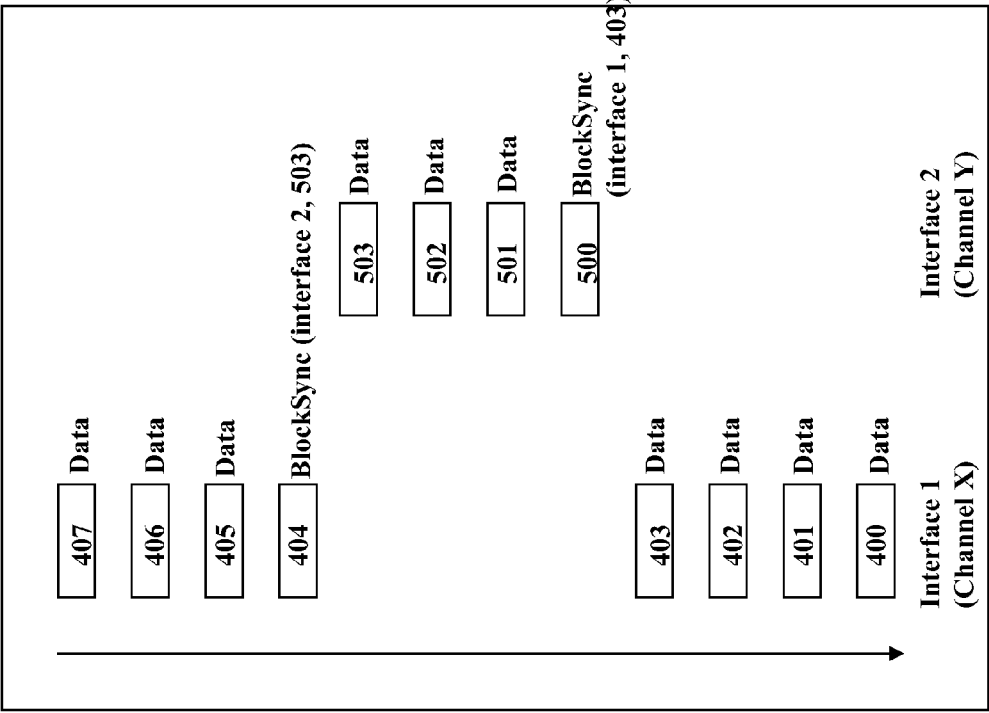 407 Data
406 Data
405 Data
404 BlockSync (interface 2, 503)
503 Data
502 Data
501 Data
500 BlockSync
(interface 1, 403)
403 Data
402 Data
401 Data
400 Data
Interface 1
(Channel X)
Interface 2
(Channel Y)